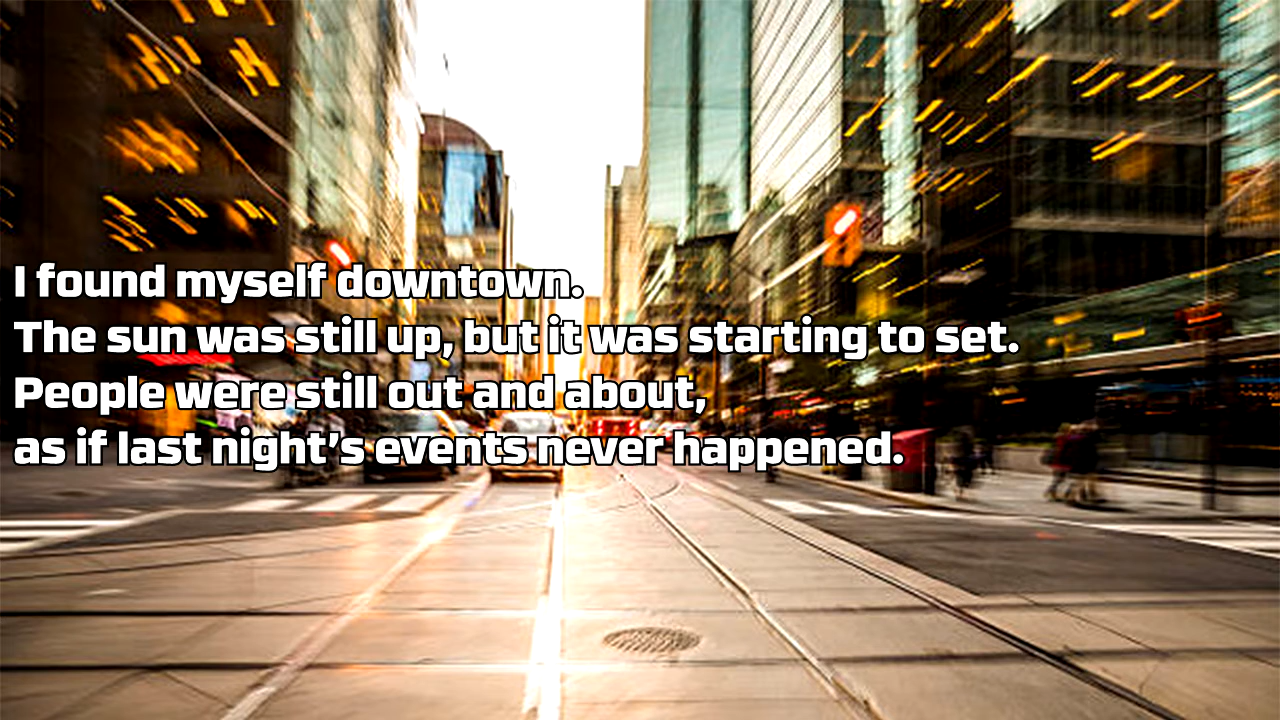 I found myself downtown.
The sun was still up, but it was starting to set.
People were still out and about,
as if last night’s events never happened.